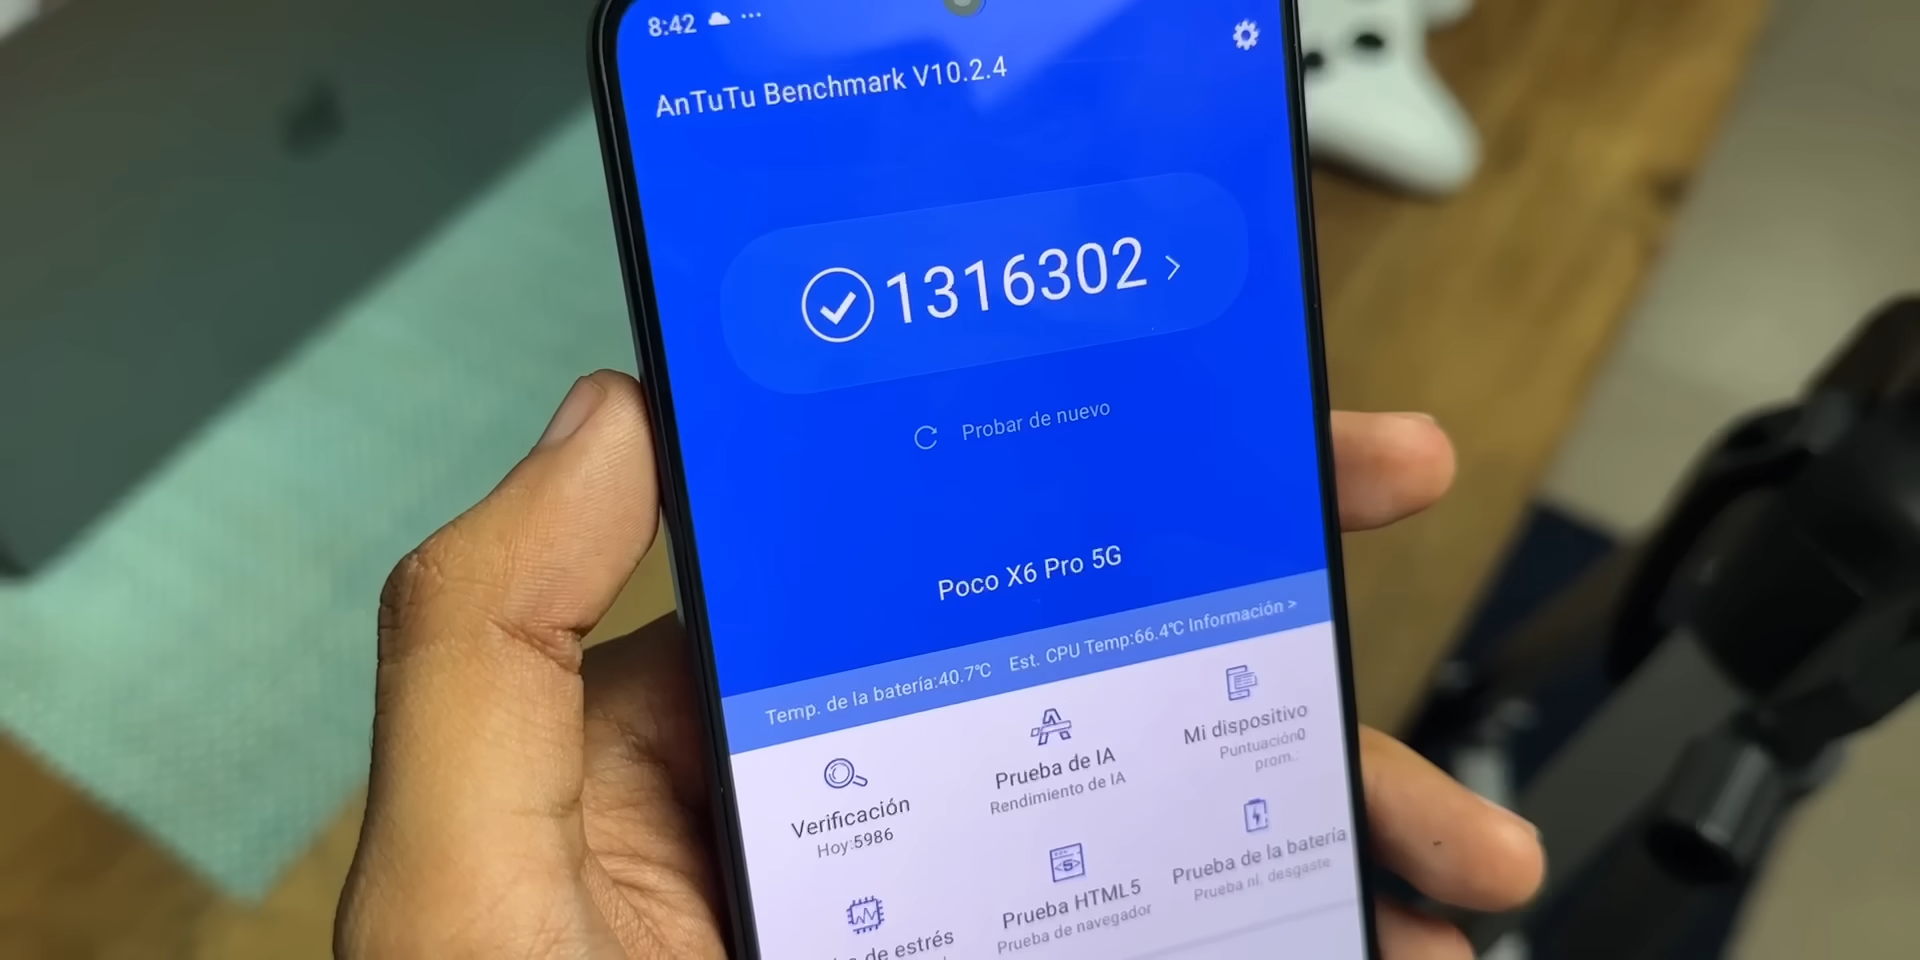 8:42 ...
AnTuTu Benchmark V10.2.4
1316302 >
Probar de nuevo
Poco X6 Pro 5G
Temp. de la batería:40.7℃ Est. CPU Temp:66.4℃ Información >
Verificación
Hoy:5986
Prueba de IA
Rendimiento de IA
Mi dispositivo
Puntuación0
prom.:
de estrés
Prueba HTML5
Prueba de navegador
Prueba de la batería
Prueba nl. desgaste